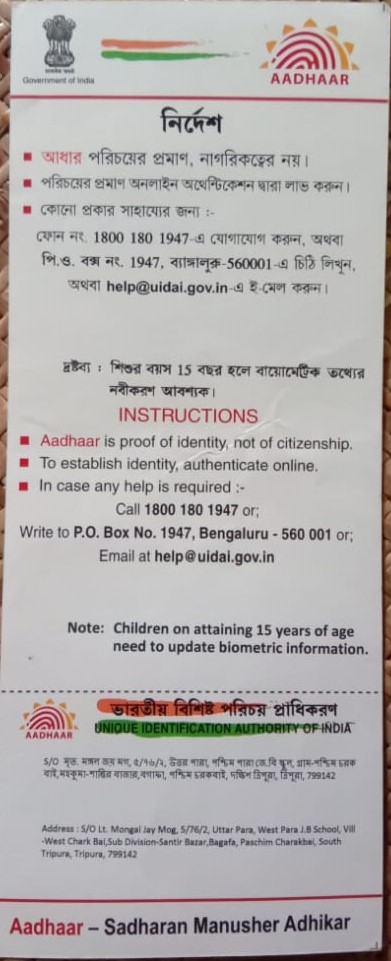 Government of India
AADHAAR
নির্দেশ
আধার পরিচয়ের প্রমাণ, নাগরিকত্বের নয়।
পরিচয়ের প্রমাণ অনলাইন অথেন্টিকেশন দ্বারা লাভ করুন।
কোনো প্রকার সাহায্যের জন্য :-
ফোন নং. 1800 180 1947-এ যোগাযোগ করুন, অথবা
পি.ও. বক্স নং. 1947, ব্যাঙ্গালুরু-560001-এ চিঠি লিখুন,
অথবা help@uidai.gov.in-এ ই-মেল করুন।
দ্রষ্টব্য : শিশুর বয়স 15 বছর হলে বায়োমেট্রিক তথ্যের
নবীকরণ আবশ্যক।
INSTRUCTIONS
Aadhaar is proof of identity, not of citizenship.
To establish identity, authenticate online.
In case any help is required :-
Call 1800 180 1947 or;
Write to P.O. Box No. 1947, Bengaluru - 560 001 or;
Email at help@uidai.gov.in
Note: Children on attaining 15 years of age
need to update biometric information.
AADHAAR
ভারতীয় বিশিষ্ট পরিচয় প্রাধিকরণ
UNIQUE IDENTIFICATION AUTHORITY OF INDIA
S/O মৃত. মঙ্গল জয় মগ, ৫/৭৬/২, উত্তর পারা, পশ্চিম পারা জে.বি স্কুল, গ্রাম-পশ্চিম চরক
বাই, মহকুমা-শান্তির বাজার, বগাফা, পশ্চিম চরকবাই, দক্ষিণ ত্রিপুরা, ত্রিপুরা, 799142
Address : S/O Lt. Mongal Jay Mog, 5/76/2, Uttar Para, West Para J.B School, Vill
-West Chark Bai,Sub Division-Santir Bazar,Bagafa, Paschim Charakbai, South
Tripura, Tripura, 799142
Aadhaar – Sadharan Manusher Adhikar